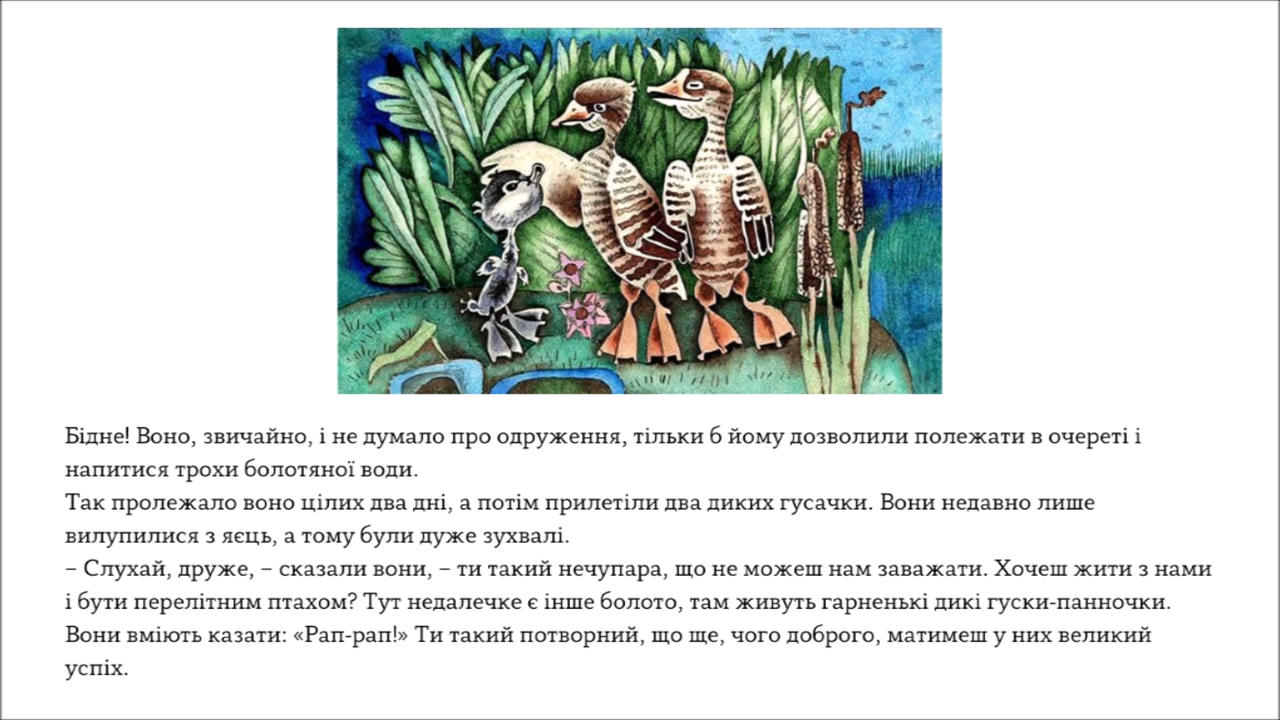 Бідне! Воно, звичайно, і не думало про одруження, тільки б йому дозволили полежати в очереті і
напитися трохи болотяної води.
Так пролежало воно цілих два дні, а потім прилетіли два диких гусачки. Вони недавно лише
вилупилися з яєць, а тому були дуже зухвалі.
– Слухай, друже, – сказали вони, – ти такий нечупара, що не можеш нам заважати. Хочеш жити з нами
і бути перелітним птахом? Тут недалечке є інше болото, там живуть гарненькі дикі гуски-панночки.
Вони вміють казати: «Рап-рап!» Ти такий потворний, що ще, чого доброго, матимеш у них великий
успіх.